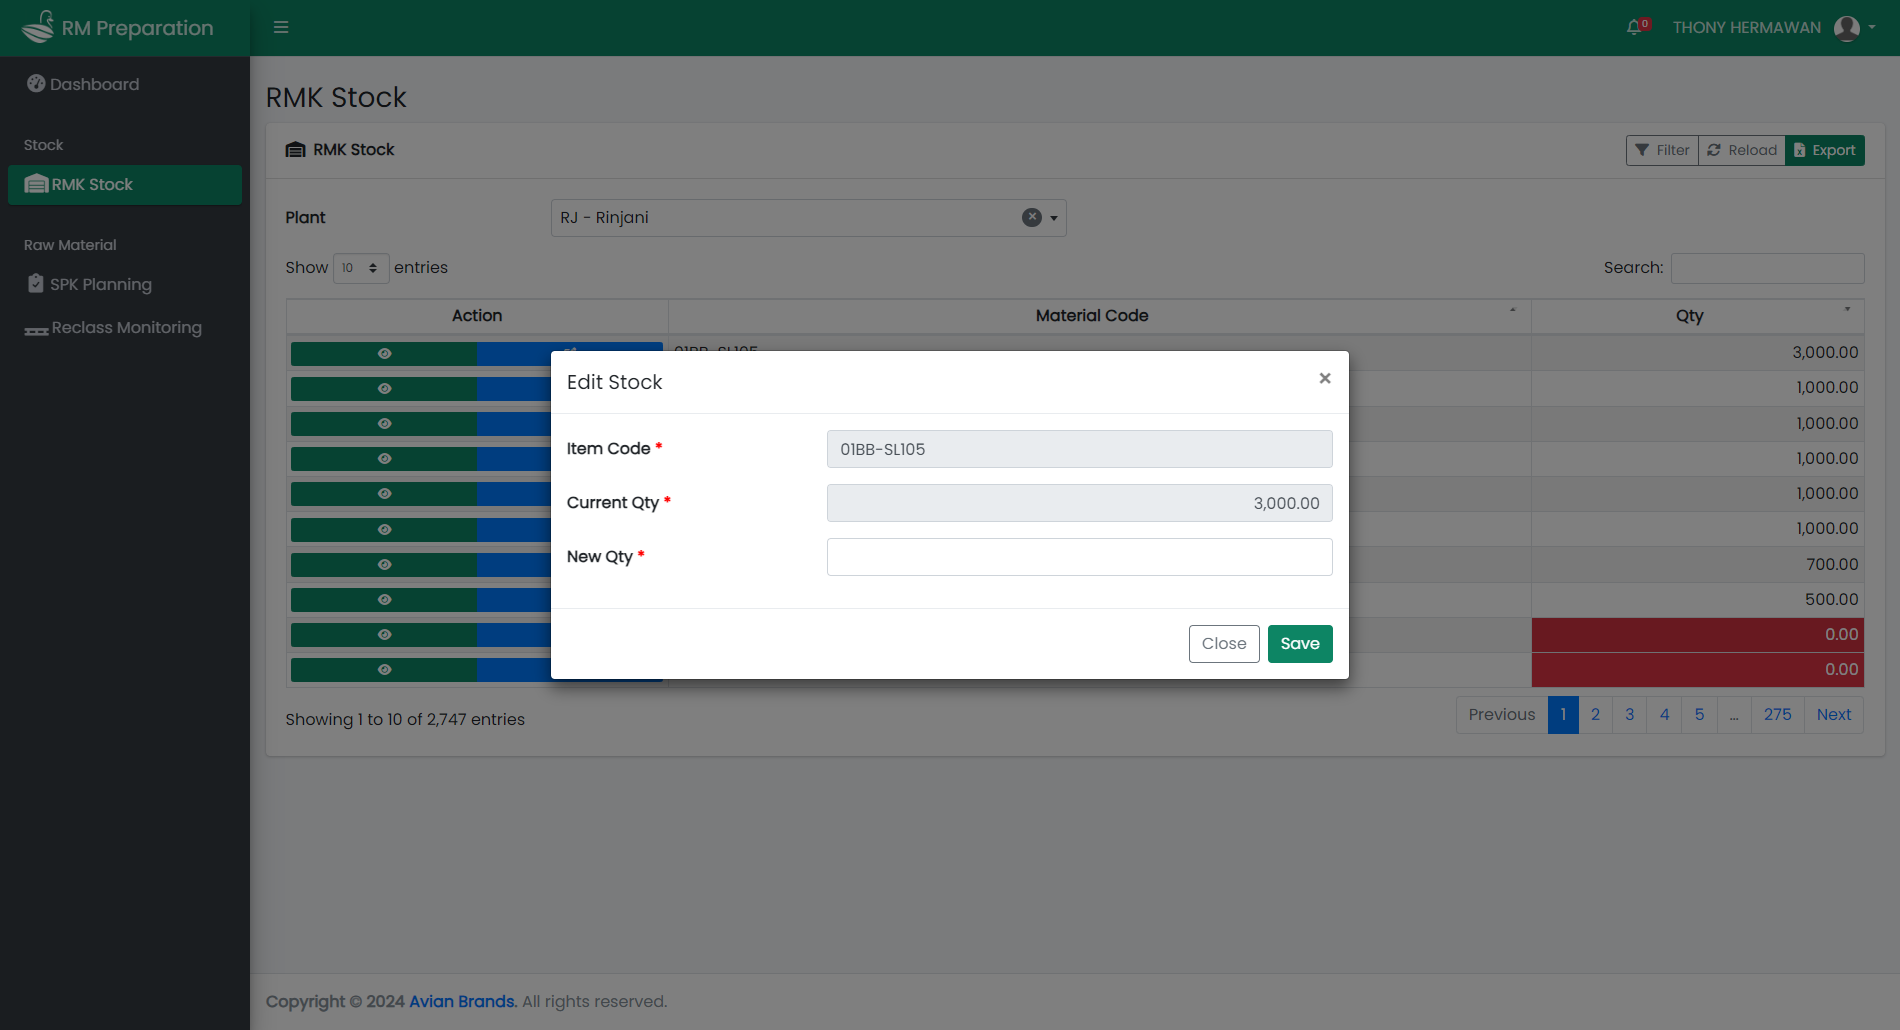 RM Preparation
0
THONY HERMAWAN
Dashboard
Stock
RMK Stock
Raw Material
SPK Planning
Reclass Monitoring
RMK Stock
RMK Stock
Filter
Reload
Export
Plant
RJ - Rinjani
Show 10 entries
Search:
Action
Material Code
Qty
01BB-SL105
3,000.00
1,000.00
1,000.00
1,000.00
1,000.00
1,000.00
700.00
500.00
0.00
0.00
Edit Stock
×
Item Code *
01BB-SL105
Current Qty *
3,000.00
New Qty *
Close
Save
Showing 1 to 10 of 2,747 entries
Previous 1 2 3 4 5 … 275 Next
Copyright © 2024 Avian Brands. All rights reserved.